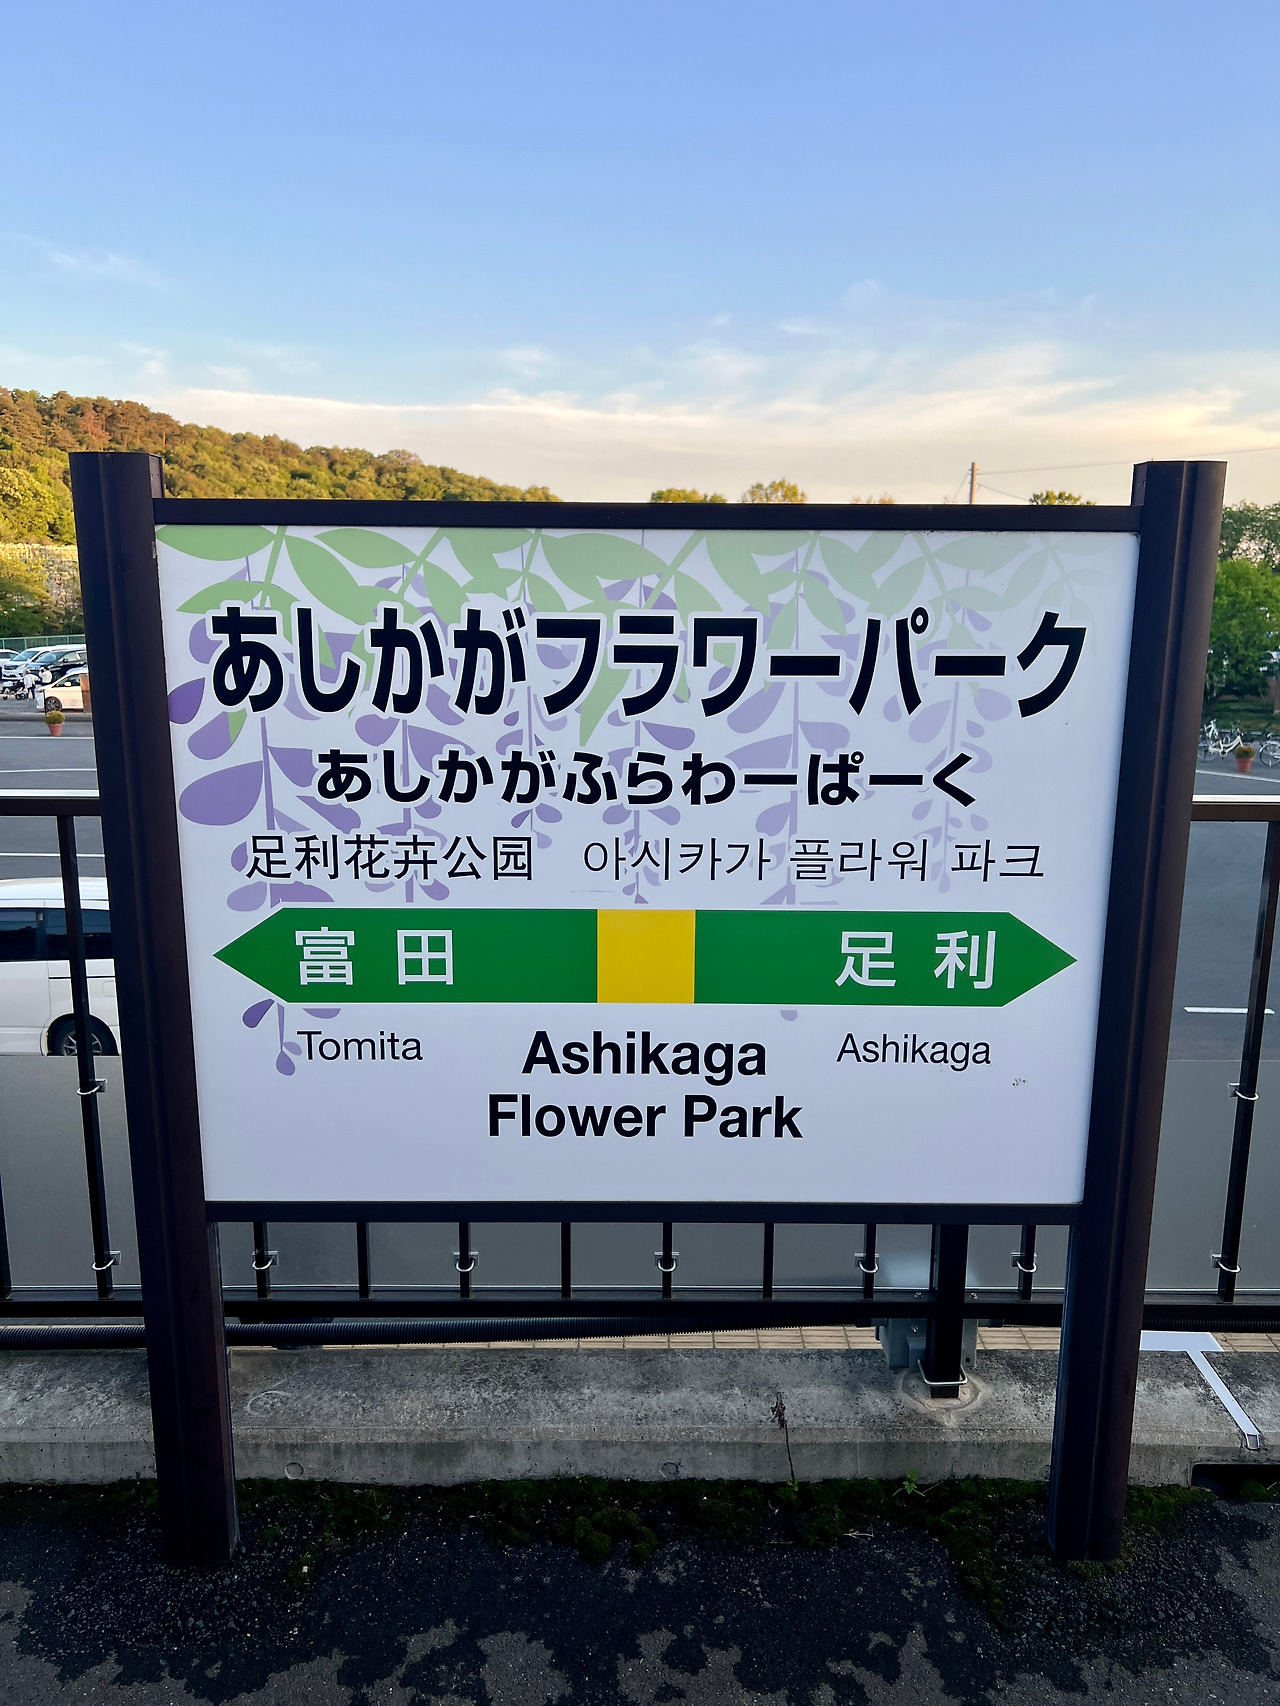 あしかがフラワーパーク
あしかがふらわーぱーく
足利花卉公园 아시카가 플라워 파크
富田 足利
Tomita Ashikaga Ashikaga
Flower Park